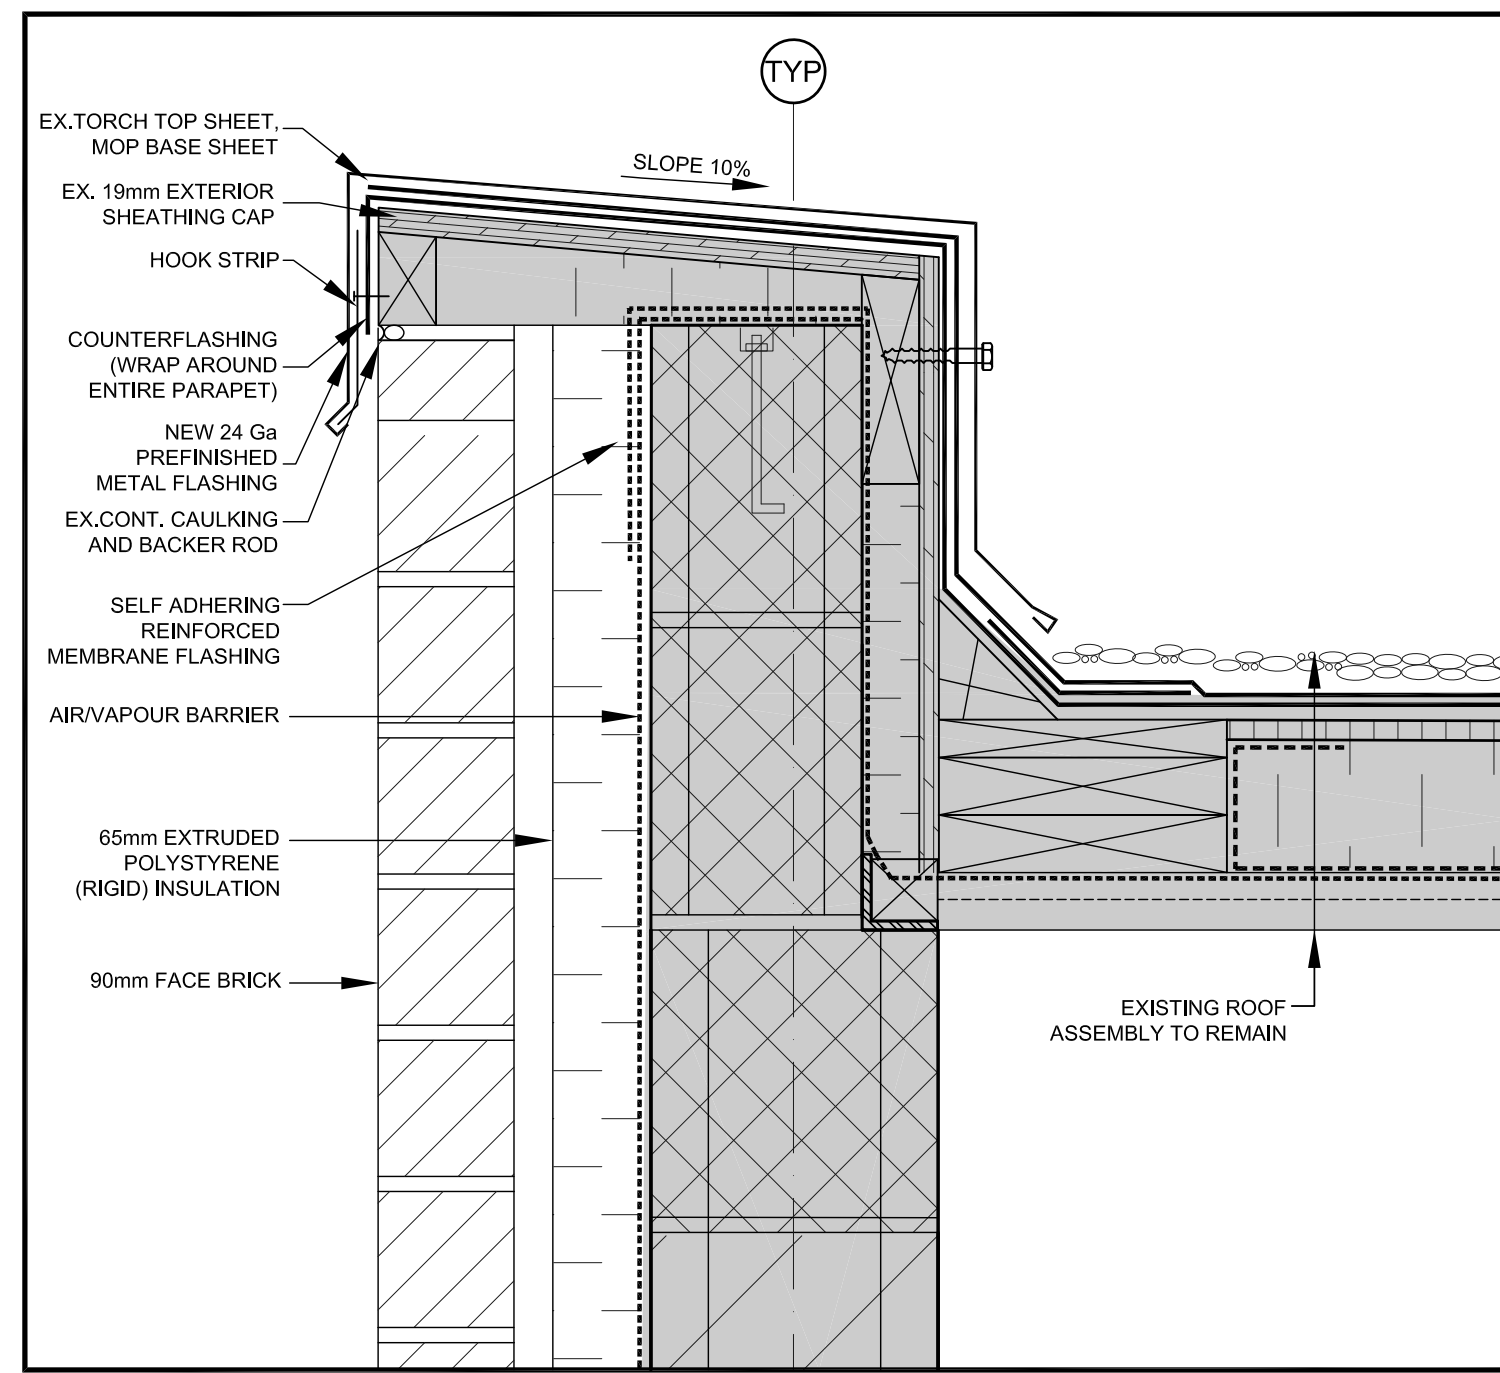 TYP
SLOPE 10%
EX.TORCH TOP SHEET,
MOP BASE SHEET
EX. 19mm EXTERIOR
SHEATHING CAP
HOOK STRIP
COUNTERFLASHING
(WRAP AROUND
ENTIRE PARAPET)
NEW 24 Ga
PREFINISHED
METAL FLASHING
EX.CONT. CAULKING
AND BACKER ROD
SELF ADHERING
REINFORCED
MEMBRANE FLASHING
AIR/VAPOUR BARRIER
65mm EXTRUDED
POLYSTYRENE
(RIGID) INSULATION
90mm FACE BRICK
EXISTING ROOF
ASSEMBLY TO REMAIN